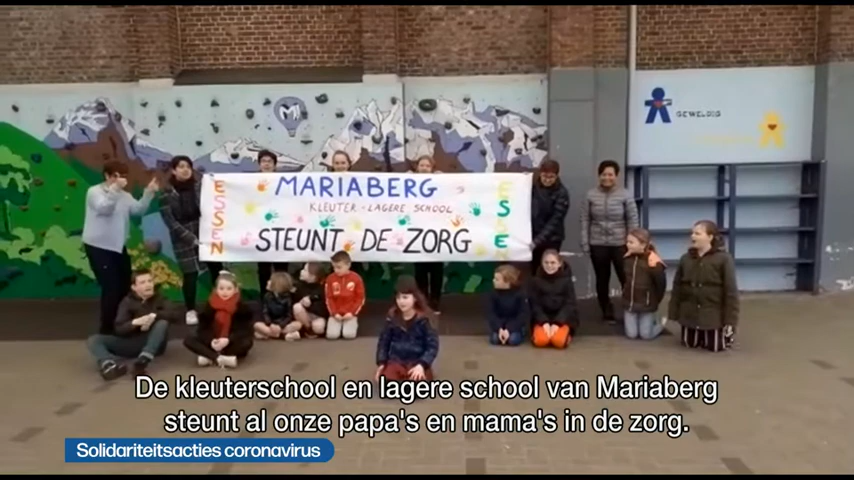 M
GEWELDIG
ESSEN
MARIABERG
KLEUTER - LAGERE SCHOOL
STEUNT DE ZORG
ESSEN
De kleuterschool en lagere school van Mariaberg
steunt al onze papa's en mama's in de zorg.
Solidariteitsacties coronavirus